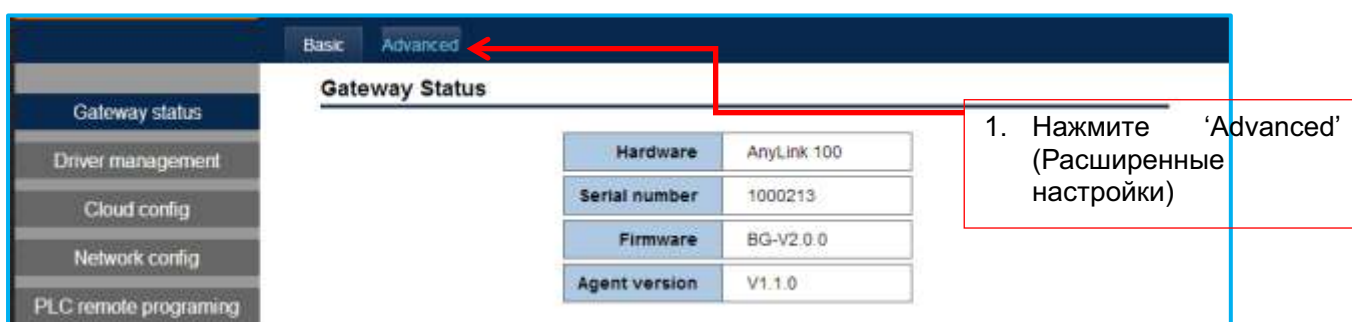 Basic Advanced
Gateway Status
Gateway status
Driver management
Cloud config
Network config
PLC remote programing
Hardware AnyLink 100
Serial number 1000213
Firmware BG-V2.0.0
Agent version V1.1.0
1. Нажмите ‘Advanced’
(Расширенные
настройки)